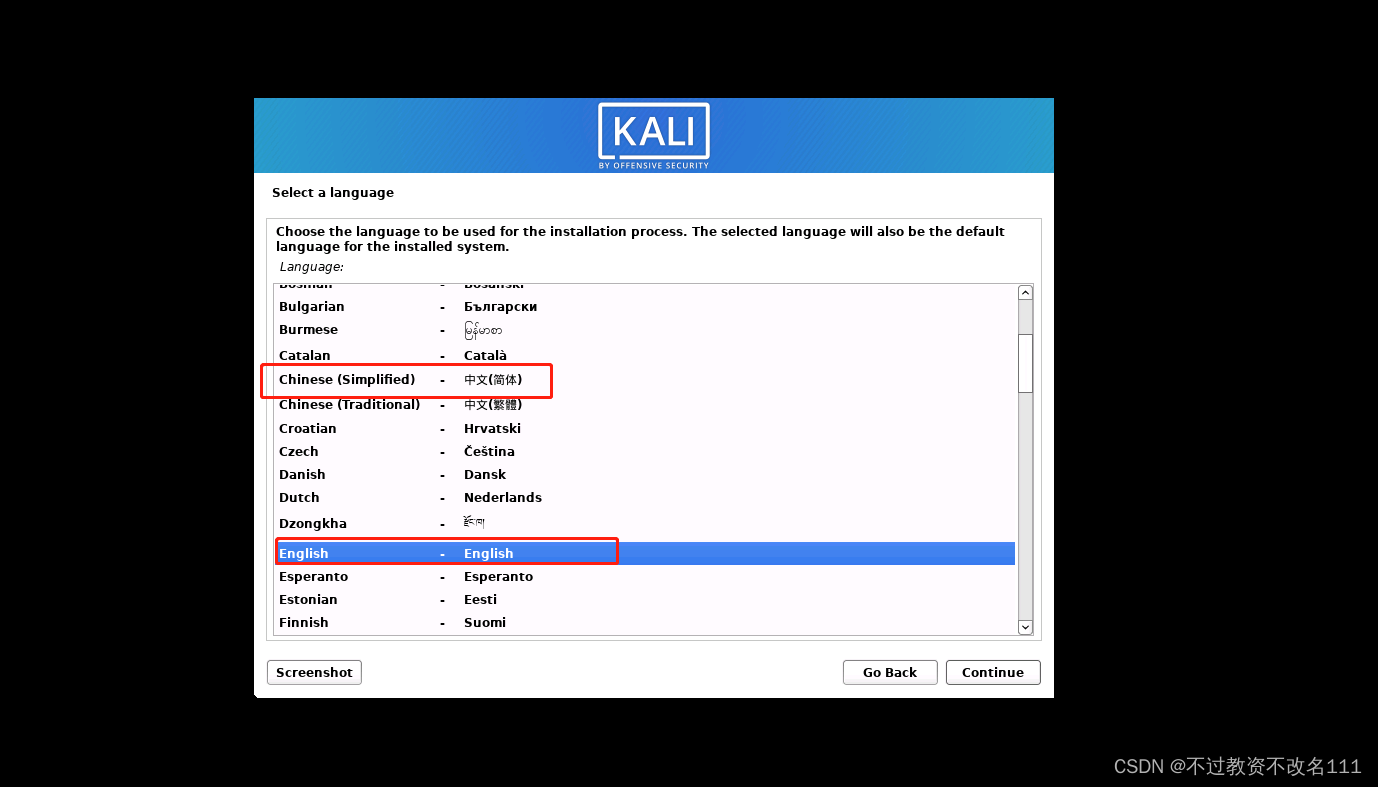 KALI
BY OFFENSIVE SECURITY
Select a language
Choose the language to be used for the installation process. The selected language will also be the default
language for the installed system.
Language:
Bosnian - Bosanski
Bulgarian - Български
Burmese - မြန်မာစာ
Catalan - Català
Chinese (Simplified) - 中文(简体)
Chinese (Traditional) - 中文(繁體)
Croatian - Hrvatski
Czech - Čeština
Danish - Dansk
Dutch - Nederlands
Dzongkha - རྫོང་ཁ།
English - English
Esperanto - Esperanto
Estonian - Eesti
Finnish - Suomi
Screenshot Go Back Continue
CSDN @不过教资不改名111